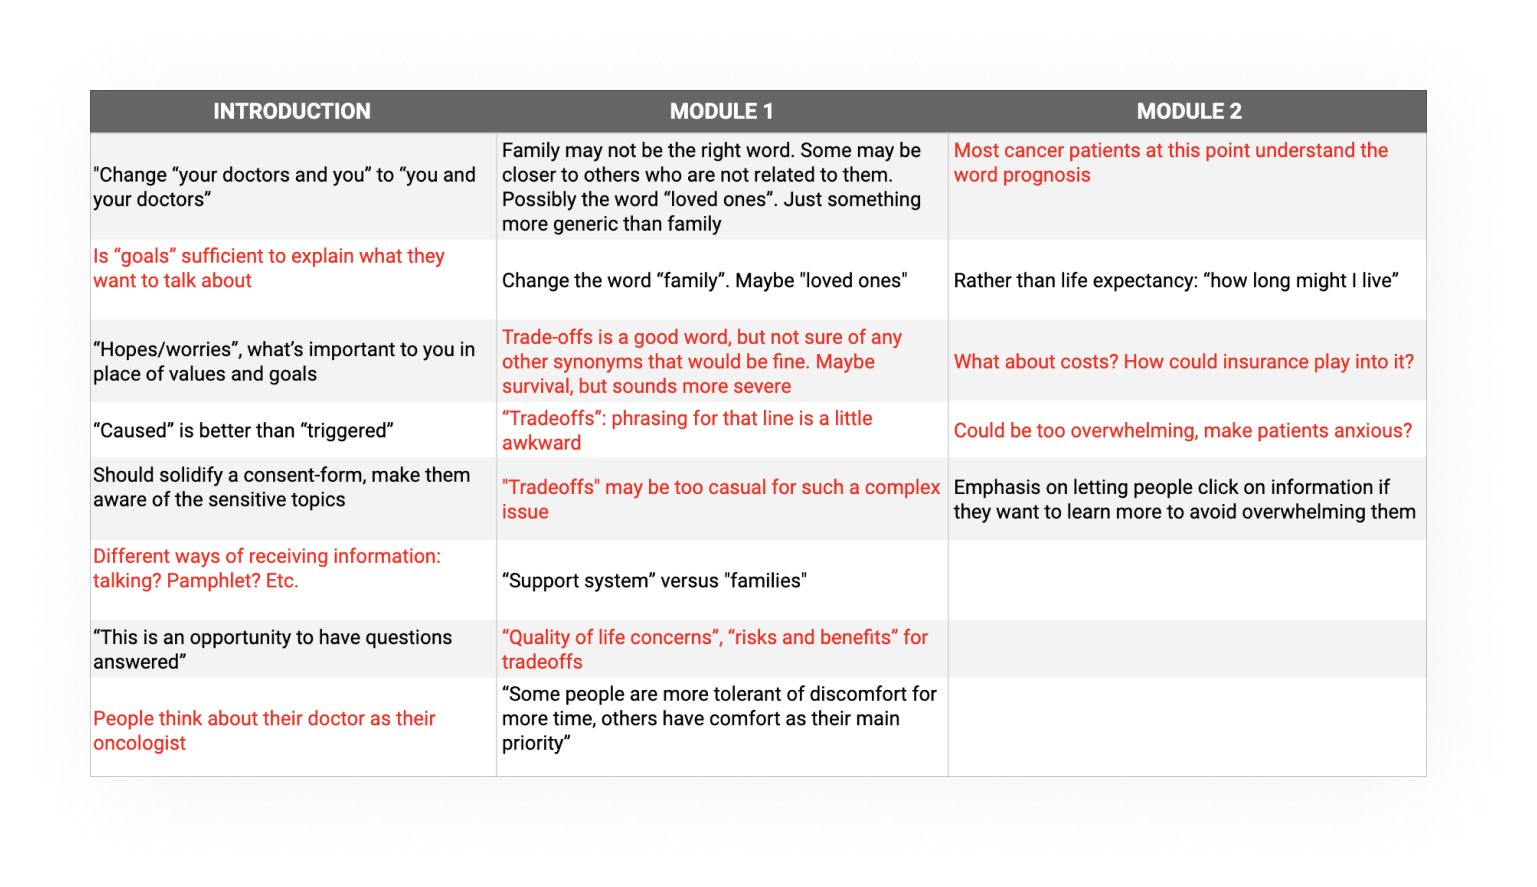 INTRODUCTION
MODULE 1
MODULE 2
"Change “your doctors and you” to “you and
your doctors”
Family may not be the right word. Some may be
closer to others who are not related to them.
Possibly the word “loved ones”. Just something
more generic than family
Most cancer patients at this point understand the
word prognosis
Is “goals” sufficient to explain what they
want to talk about
Change the word “family”. Maybe "loved ones"
Rather than life expectancy: “how long might I live”
“Hopes/worries”, what’s important to you in
place of values and goals
Trade-offs is a good word, but not sure of any
other synonyms that would be fine. Maybe
survival, but sounds more severe
What about costs? How could insurance play into it?
“Caused” is better than “triggered”
“Tradeoffs”: phrasing for that line is a little
awkward
Could be too overwhelming, make patients anxious?
Should solidify a consent-form, make them
aware of the sensitive topics
"Tradeoffs" may be too casual for such a complex
issue
Emphasis on letting people click on information if
they want to learn more to avoid overwhelming them
Different ways of receiving information:
talking? Pamphlet? Etc.
“Support system” versus "families"
“This is an opportunity to have questions
answered”
“Quality of life concerns”, “risks and benefits” for
tradeoffs
People think about their doctor as their
oncologist
“Some people are more tolerant of discomfort for
more time, others have comfort as their main
priority”